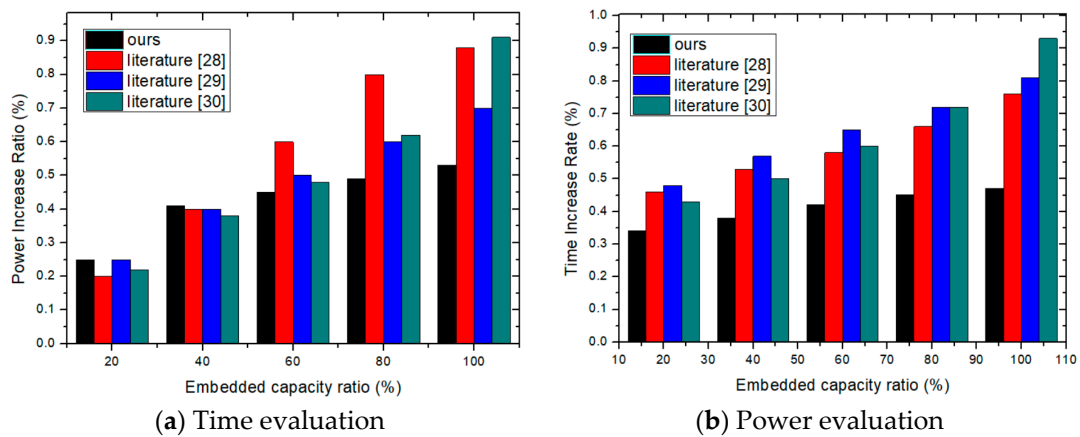 ours
literature [28]
literature [29]
literature [30]
Power Increase Ratio (%)
0.9
0.8
0.7
0.6
0.5
0.4
0.3
0.2
0.1
0.0
20 40 60 80 100
Embedded capacity ratio (%)
(a) Time evaluation
ours
literature [28]
literature [29]
literature [30]
Time Increase Rate (%)
1.0
0.9
0.8
0.7
0.6
0.5
0.4
0.3
0.2
0.1
0.0
10 20 30 40 50 60 70 80 90 100 110
Embedded capacity ratio (%)
(b) Power evaluation